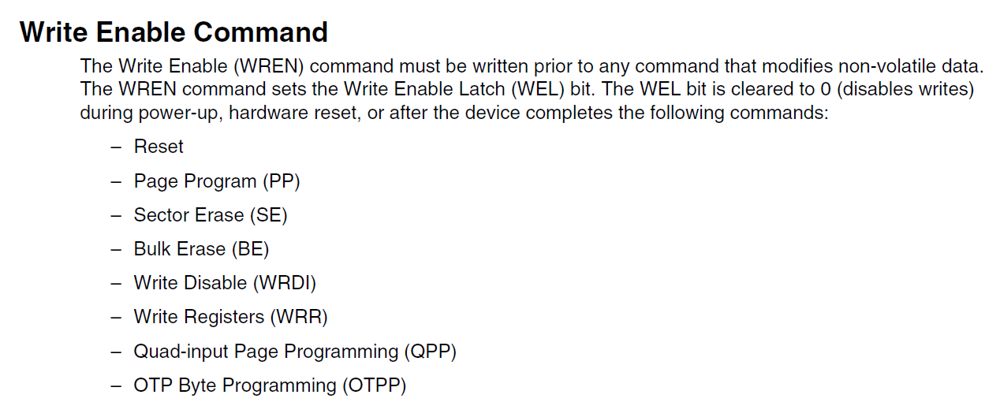 Write Enable Command
The Write Enable (WREN) command must be written prior to any command that modifies non-volatile data.
The WREN command sets the Write Enable Latch (WEL) bit. The WEL bit is cleared to 0 (disables writes)
during power-up, hardware reset, or after the device completes the following commands:
– Reset
– Page Program (PP)
– Sector Erase (SE)
– Bulk Erase (BE)
– Write Disable (WRDI)
– Write Registers (WRR)
– Quad-input Page Programming (QPP)
– OTP Byte Programming (OTPP)